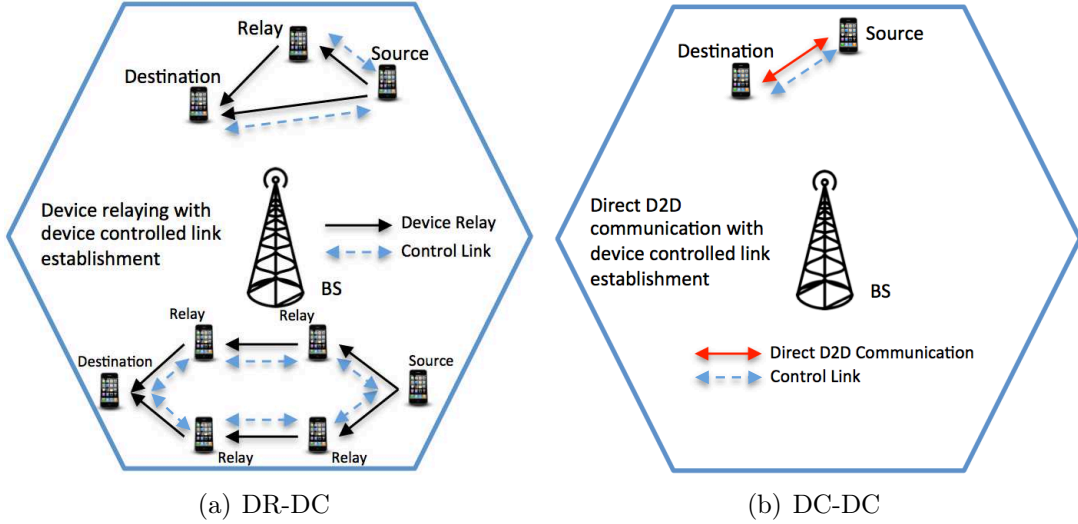 Relay
Source
Destination
Device relaying with
device controlled link
establishment
Device Relay
Control Link
BS
Relay
Relay
Destination
Source
Relay
Relay
(a) DR-DC
Source
Destination
Direct D2D
communication with
device controlled link
establishment
BS
Direct D2D Communication
Control Link
(b) DC-DC